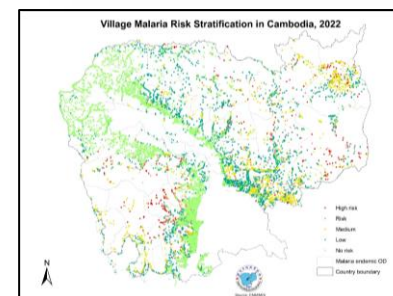 Village Malaria Risk Stratification in Cambodia, 2022
High risk
Risk
Medium
Low
No risk
Malaria endemic OD
Country boundary
N